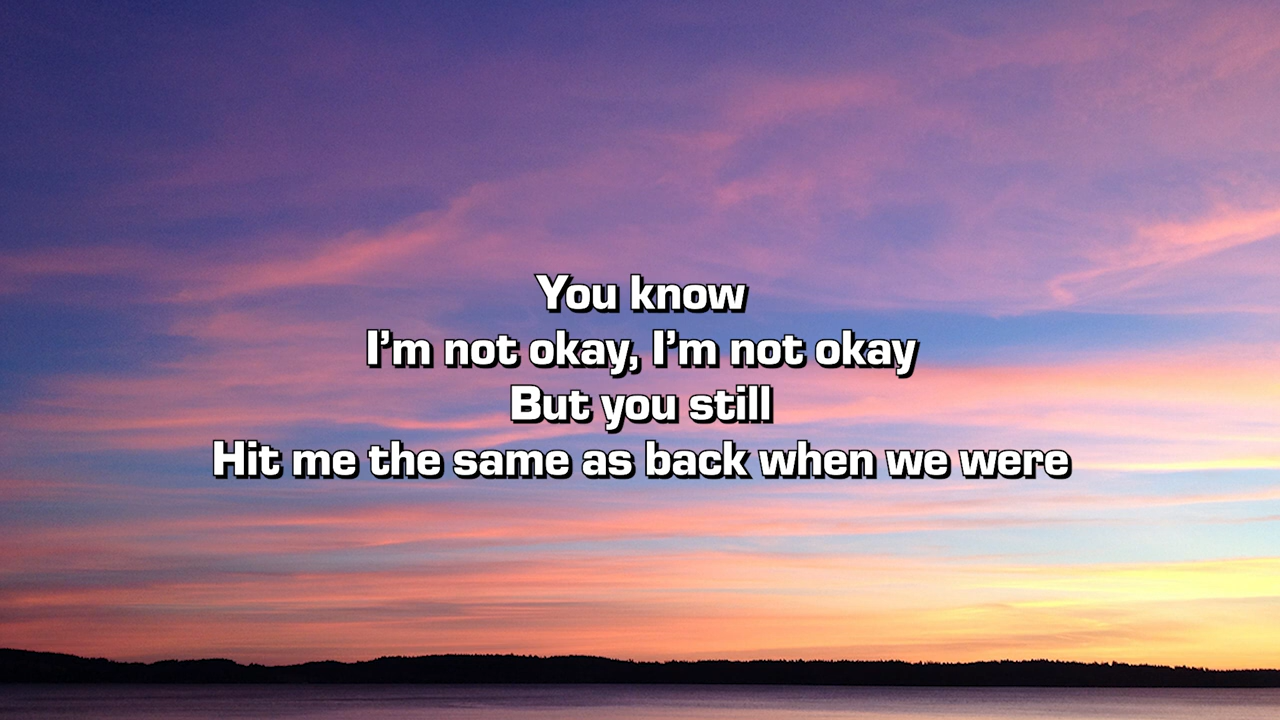 You know
I’m not okay, I’m not okay
But you still
Hit me the same as back when we were